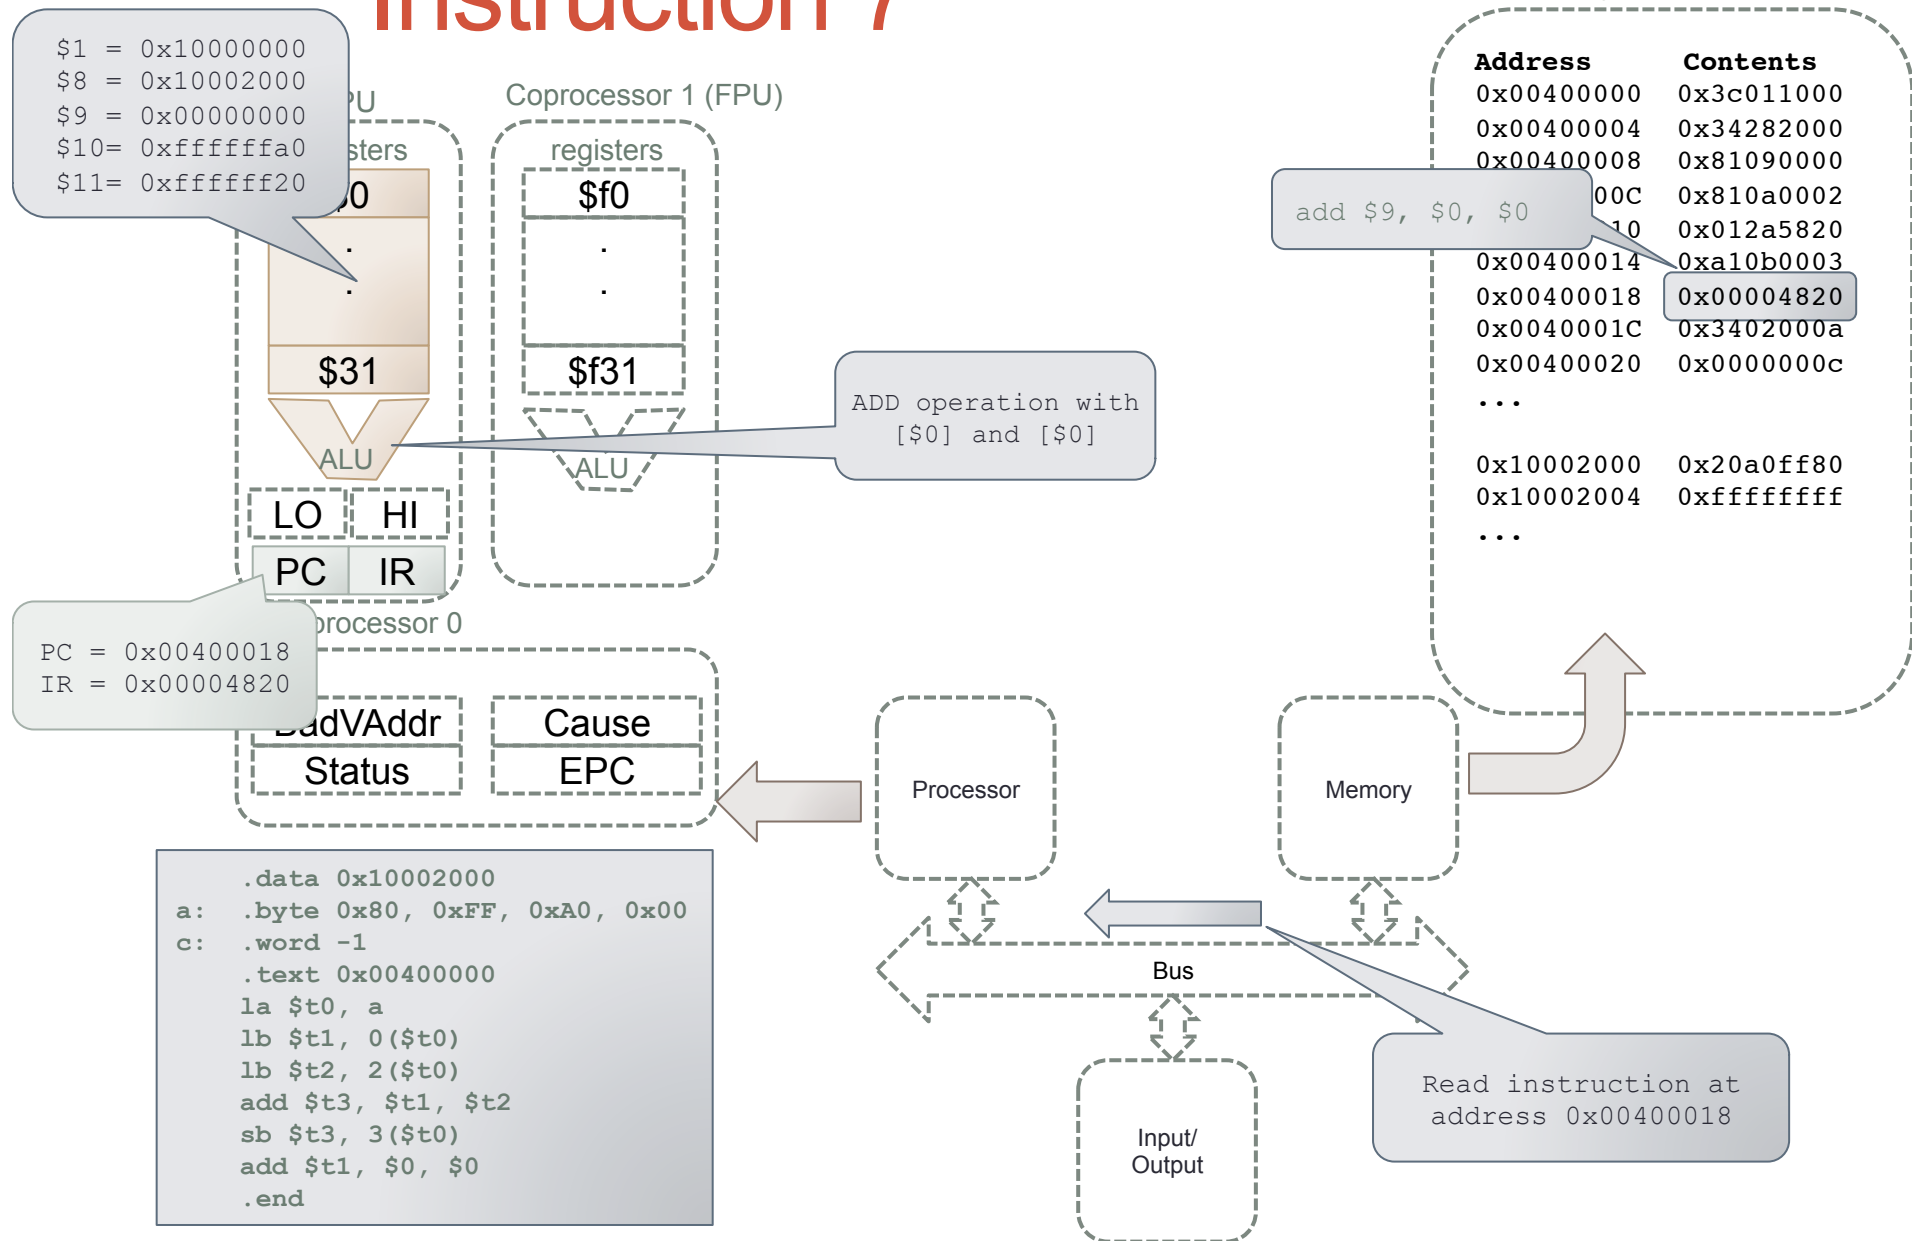 Instruction 7
$1 = 0x10000000
$8 = 0x10002000
$9 = 0x00000000
$10= 0xffffffa0
$11= 0xffffff20
Coprocessor 1 (FPU)
registers
$f0
.
.
$f31
ALU
.
.
$31
ALU
LO HI
PC IR
PC = 0x00400018
IR = 0x00004820
Cause
Status
EPC
ADD operation with
[$0] and [$0]
Address Contents
0x00400000 0x3c011000
0x00400004 0x34282000
0x00400008 0x81090000
00C 0x810a0002
10 0x012a5820
0x00400014 0xa10b0003
0x00400018 0x00004820
0x0040001C 0x3402000a
0x00400020 0x0000000c
...
0x10002000 0x20a0ff80
0x10002004 0xffffffff
...
add $9, $0, $0
Processor
Memory
Bus
Input/
Output
Read instruction at
address 0x00400018
.data 0x10002000
a: .byte 0x80, 0xFF, 0xA0, 0x00
c: .word -1
.text 0x00400000
la $t0, a
lb $t1, 0($t0)
lb $t2, 2($t0)
add $t3, $t1, $t2
sb $t3, 3($t0)
add $t1, $0, $0
.end